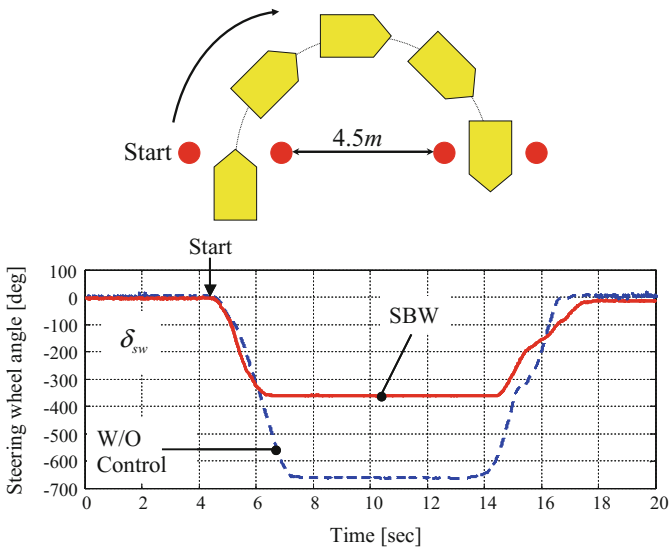 Start
4.5m
Start
100
0
-100
-200
-300
-400
-500
-600
-700
Steering wheel angle [deg]
δsw
SBW
W/O
Control
0 2 4 6 8 10 12 14 16 18 20
Time [sec]